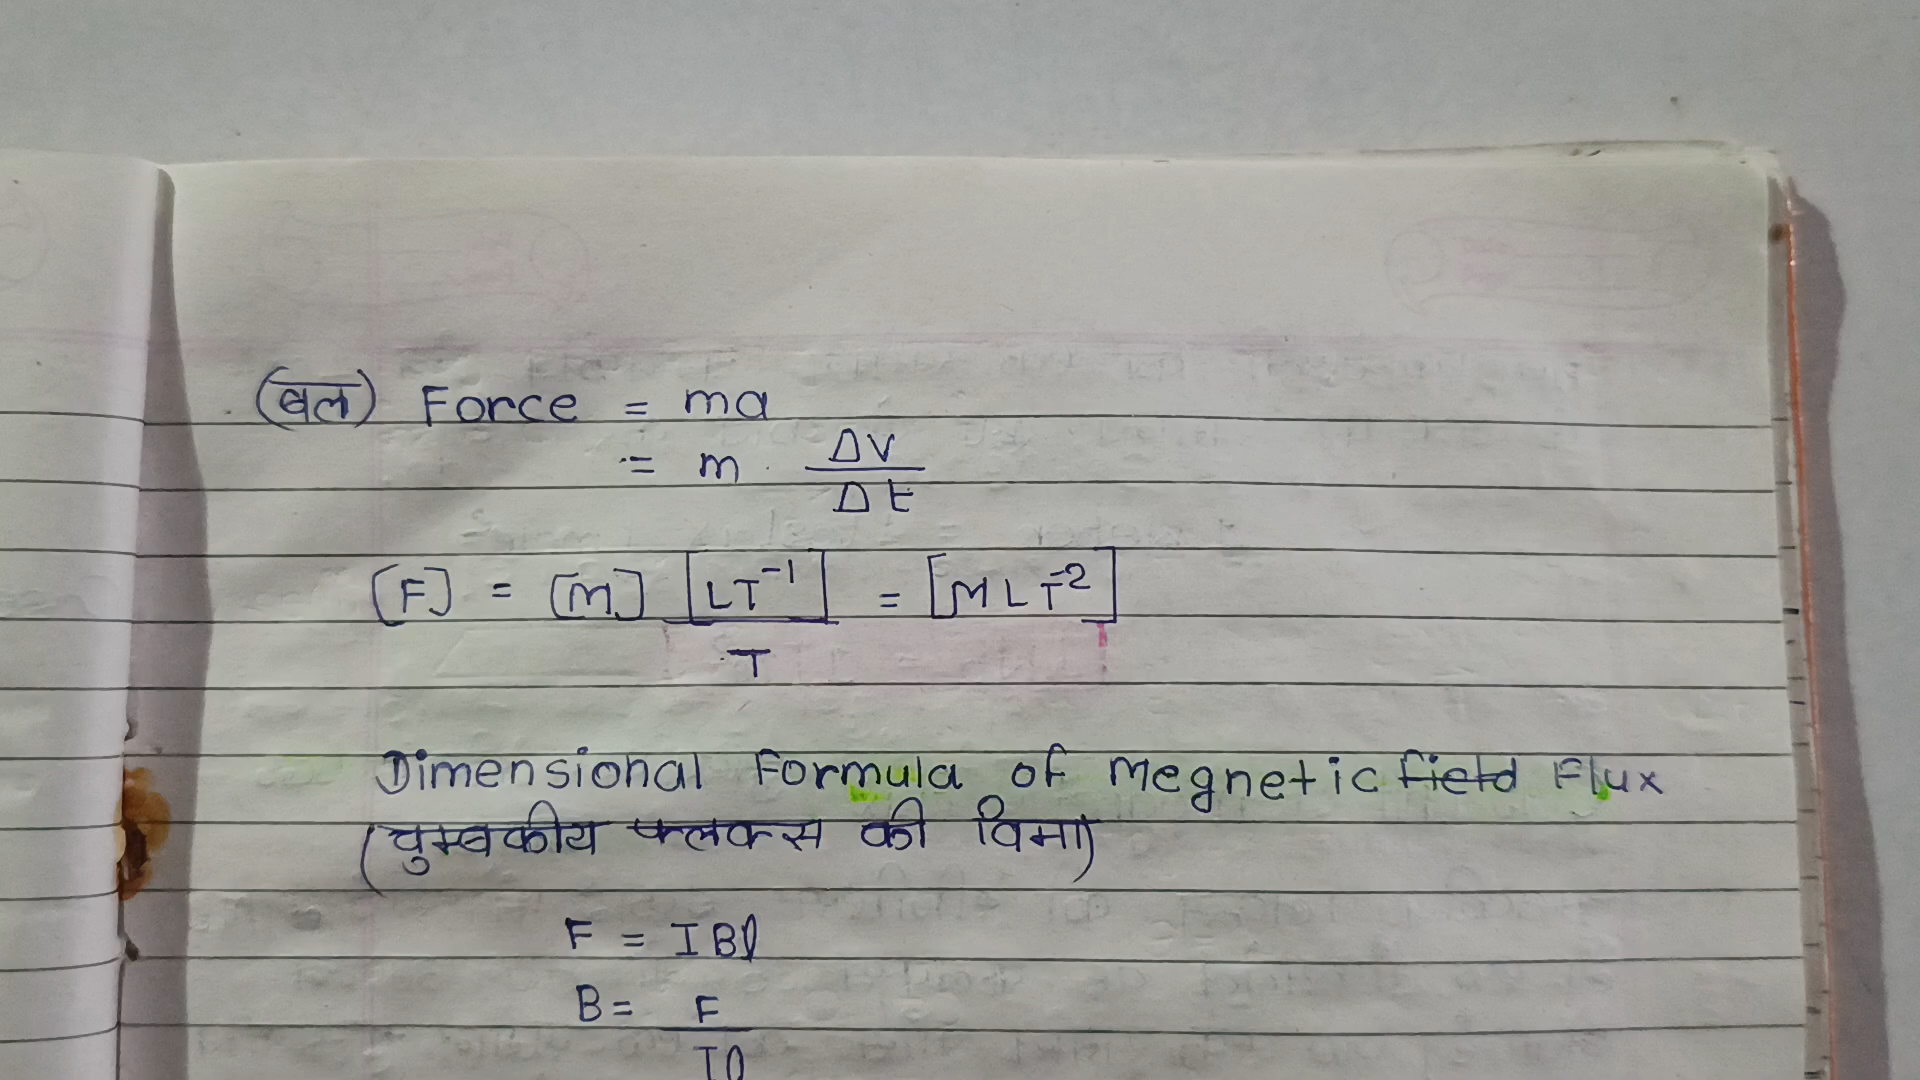 (बल) Force = ma
= m . ΔV / Δt
[F] = [M] [LT⁻¹] / T = [MLT⁻²]
Dimensional Formula of Megnetic field Flux
(चुम्बकीय फ्लक्स की विमा)
F = IBl
B = F / Il